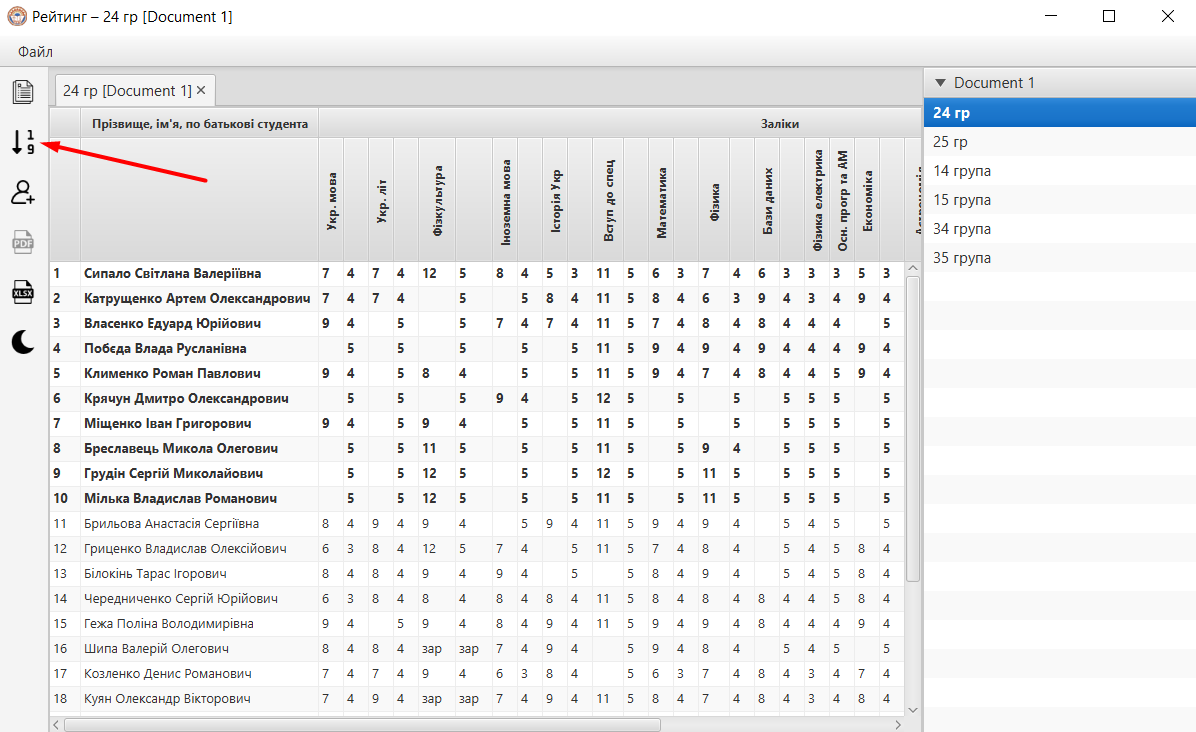 Рейтинг – 24 гр [Document 1]
Файл
24 гр [Document 1]
Document 1
Прізвище, ім'я, по батькові студента Заліки
Укр. мова Укр. літ Фізкультура Іноземна мова Історія Укр Вступ до спец Математика Фізика Бази даних Фізика електрика Осн. прогр та АМ Економіка
1 Сипало Світлана Валеріївна 7 4 7 4 12 5 8 4 5 3 11 5 6 3 7 4 6 3 3 3 5 3
2 Катрущенко Артем Олександрович 7 4 7 4 5 5 8 4 11 5 8 4 6 3 9 4 3 4 9 4
3 Власенко Едуард Юрійович 9 4 5 5 7 4 7 4 11 5 7 4 8 4 8 4 4 4 5
4 Побєда Влада Русланівна 5 5 5 5 5 11 5 9 4 9 4 9 4 4 4 9 4
5 Клименко Роман Павлович 9 4 5 8 4 5 5 11 5 9 4 7 4 8 4 4 5 9 4
6 Крячун Дмитро Олександрович 5 5 5 9 4 5 12 5 5 5 5 5 5 5
7 Міщенко Іван Григорович 9 4 5 9 4 5 5 11 5 5 5 5 5 5 5
8 Бреславець Микола Олегович 5 5 11 5 5 5 11 5 5 9 4 5 5 5 5
9 Грудін Сергій Миколайович 5 5 12 5 5 5 12 5 5 11 5 5 5 5 5
10 Мілька Владислав Романович 5 5 12 5 5 5 11 5 5 11 5 5 5 5 5
11 Брильова Анастасія Сергіївна 8 4 9 4 9 4 5 9 4 11 5 9 4 9 4 5 4 5 5
12 Гриценко Владислав Олексійович 6 3 8 4 12 5 7 4 5 11 5 7 4 8 4 5 4 5 8 4
13 Білокінь Тарас Ігорович 8 4 8 4 9 4 9 4 5 5 8 4 9 4 5 4 5 8 4
14 Чередниченко Сергій Юрійович 6 3 8 4 8 4 8 4 8 4 11 5 8 4 8 4 8 4 4 5 8 4
15 Гежа Поліна Володимирівна 9 4 5 9 4 8 4 9 4 11 5 9 4 9 4 8 4 4 4 9 4
16 Шипа Валерій Олегович 8 4 8 4 зар зар 7 4 9 4 5 9 4 8 4 5 4 5 5
17 Козленко Денис Романович 7 4 7 4 9 4 6 3 8 4 5 6 3 7 4 8 4 3 4 7 4
18 Куян Олександр Вікторович 7 4 9 4 зар зар 7 4 9 4 11 5 8 4 7 4 8 4 3 4 8 4
24 гр
25 гр
14 група
15 група
34 група
35 група
1
9
PDF
XLSX